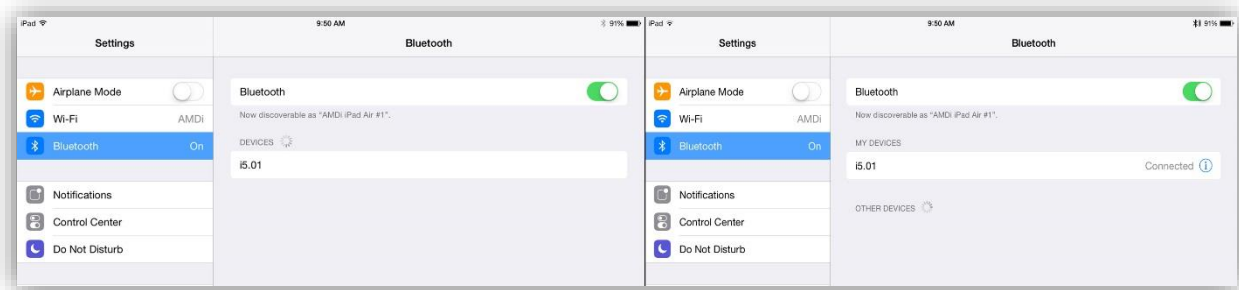 iPad 9:50 AM 91%
Settings
Bluetooth
Airplane Mode
Wi-Fi AMDi
Bluetooth On
Notifications
Control Center
Do Not Disturb
Bluetooth
Now discoverable as "AMDi iPad Air #1".
DEVICES
i5.01
iPad 9:50 AM 91%
Settings
Bluetooth
Airplane Mode
Wi-Fi AMDi
Bluetooth On
Notifications
Control Center
Do Not Disturb
Bluetooth
Now discoverable as "AMDi iPad Air #1".
MY DEVICES
i5.01 Connected
OTHER DEVICES